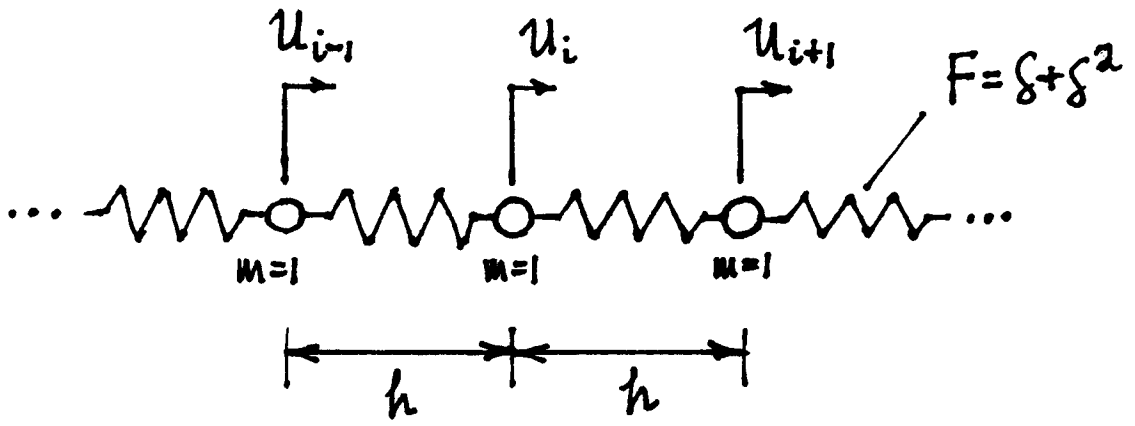 u_{i-1} u_i u_{i+1} F=δ+δ²
... ...
m=1 m=1 m=1
h h